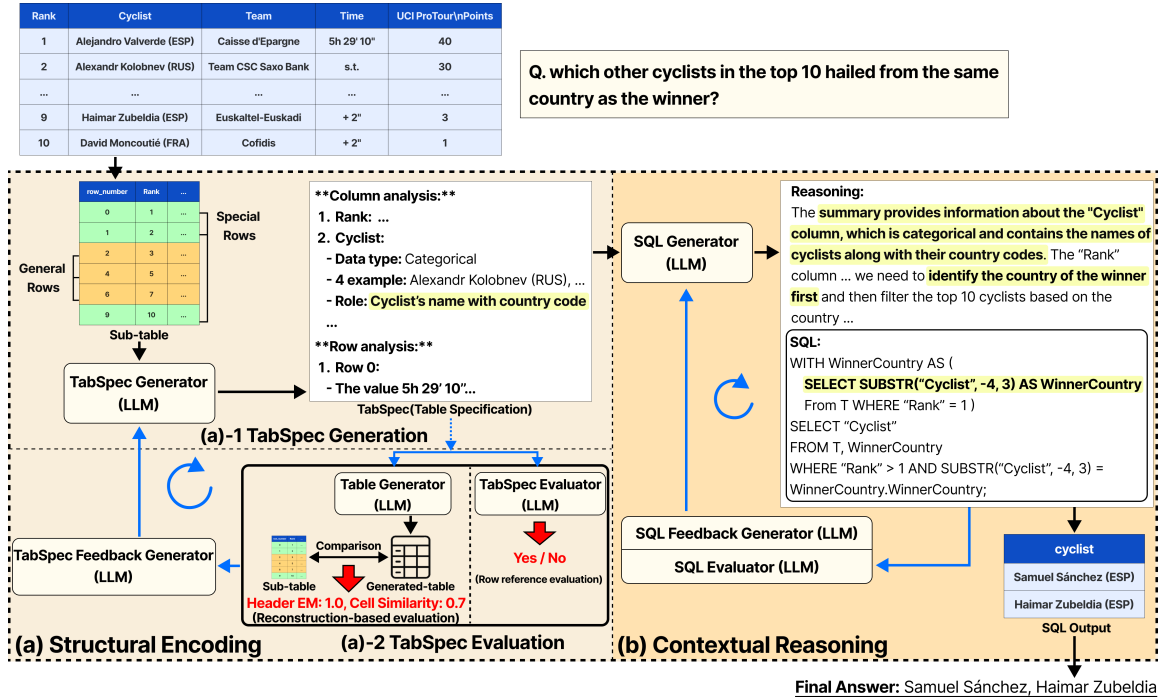 Rank Cyclist Team Time UCI ProTour\nPoints
1 Alejandro Valverde (ESP) Caisse d'Epargne 5h 29' 10" 40
2 Alexandr Kolobnev (RUS) Team CSC Saxo Bank s.t. 30
... ... ... ... ...
9 Haimar Zubeldia (ESP) Euskaltel-Euskadi + 2" 3
10 David Moncoutié (FRA) Cofidis + 2" 1
Q. which other cyclists in the top 10 hailed from the same
country as the winner?
row_number Rank ...
0 1 ...
1 2 ...
2 3 ...
4 5 ...
6 7 ...
9 10 ...
Special
Rows
General
Rows
Sub-table
TabSpec Generator
(LLM)
**Column analysis:**
1. Rank: ...
2. Cyclist:
- Data type: Categorical
- 4 example: Alexandr Kolobnev (RUS), ...
- Role: Cyclist's name with country code
...
**Row analysis:**
1. Row 0:
- The value 5h 29' 10"...
TabSpec(Table Specification)
(a)-1 TabSpec Generation
TabSpec Feedback Generator
(LLM)
Table Generator
(LLM)
Comparison
Sub-table
Generated-table
Header EM: 1.0, Cell Similarity: 0.7
(Reconstruction-based evaluation)
TabSpec Evaluator
(LLM)
Yes / No
(Row reference evaluation)
(a)-2 TabSpec Evaluation
(a) Structural Encoding
SQL Generator
(LLM)
Reasoning:
The summary provides information about the "Cyclist"
column, which is categorical and contains the names of
cyclists along with their country codes. The "Rank"
column ... we need to identify the country of the winner
first and then filter the top 10 cyclists based on the
country ...
SQL:
WITH WinnerCountry AS (
SELECT SUBSTR("Cyclist", -4, 3) AS WinnerCountry
From T WHERE "Rank" = 1 )
SELECT "Cyclist"
FROM T, WinnerCountry
WHERE "Rank" > 1 AND SUBSTR("Cyclist", -4, 3) =
WinnerCountry.WinnerCountry;
SQL Feedback Generator (LLM)
SQL Evaluator (LLM)
cyclist
Samuel Sánchez (ESP)
Haimar Zubeldia (ESP)
SQL Output
(b) Contextual Reasoning
Final Answer: Samuel Sánchez, Haimar Zubeldia